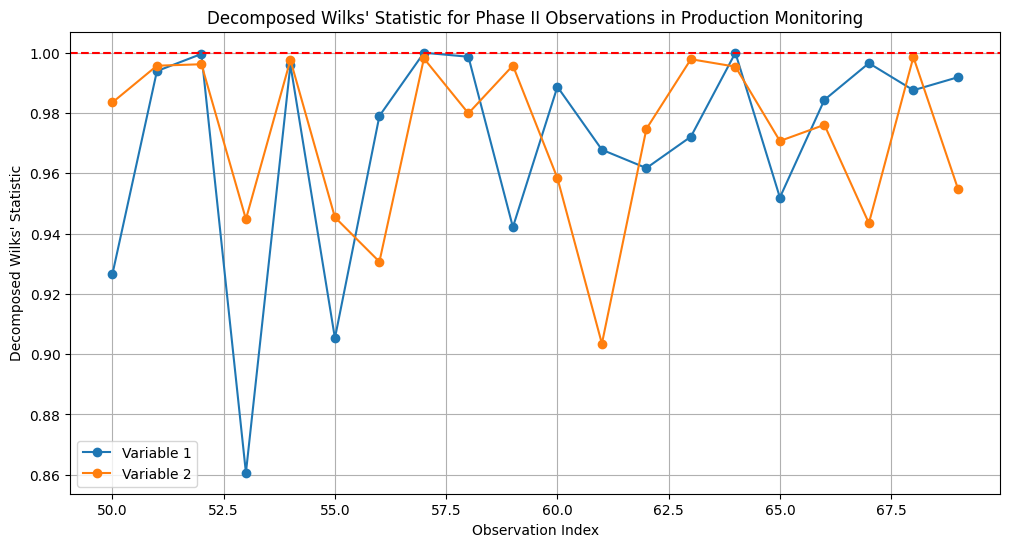 Decomposed Wilks' Statistic for Phase II Observations in Production Monitoring
Decomposed Wilks' Statistic
1.00
0.98
0.96
0.94
0.92
0.90
0.88
0.86
Variable 1
Variable 2
50.0 52.5 55.0 57.5 60.0 62.5 65.0 67.5
Observation Index